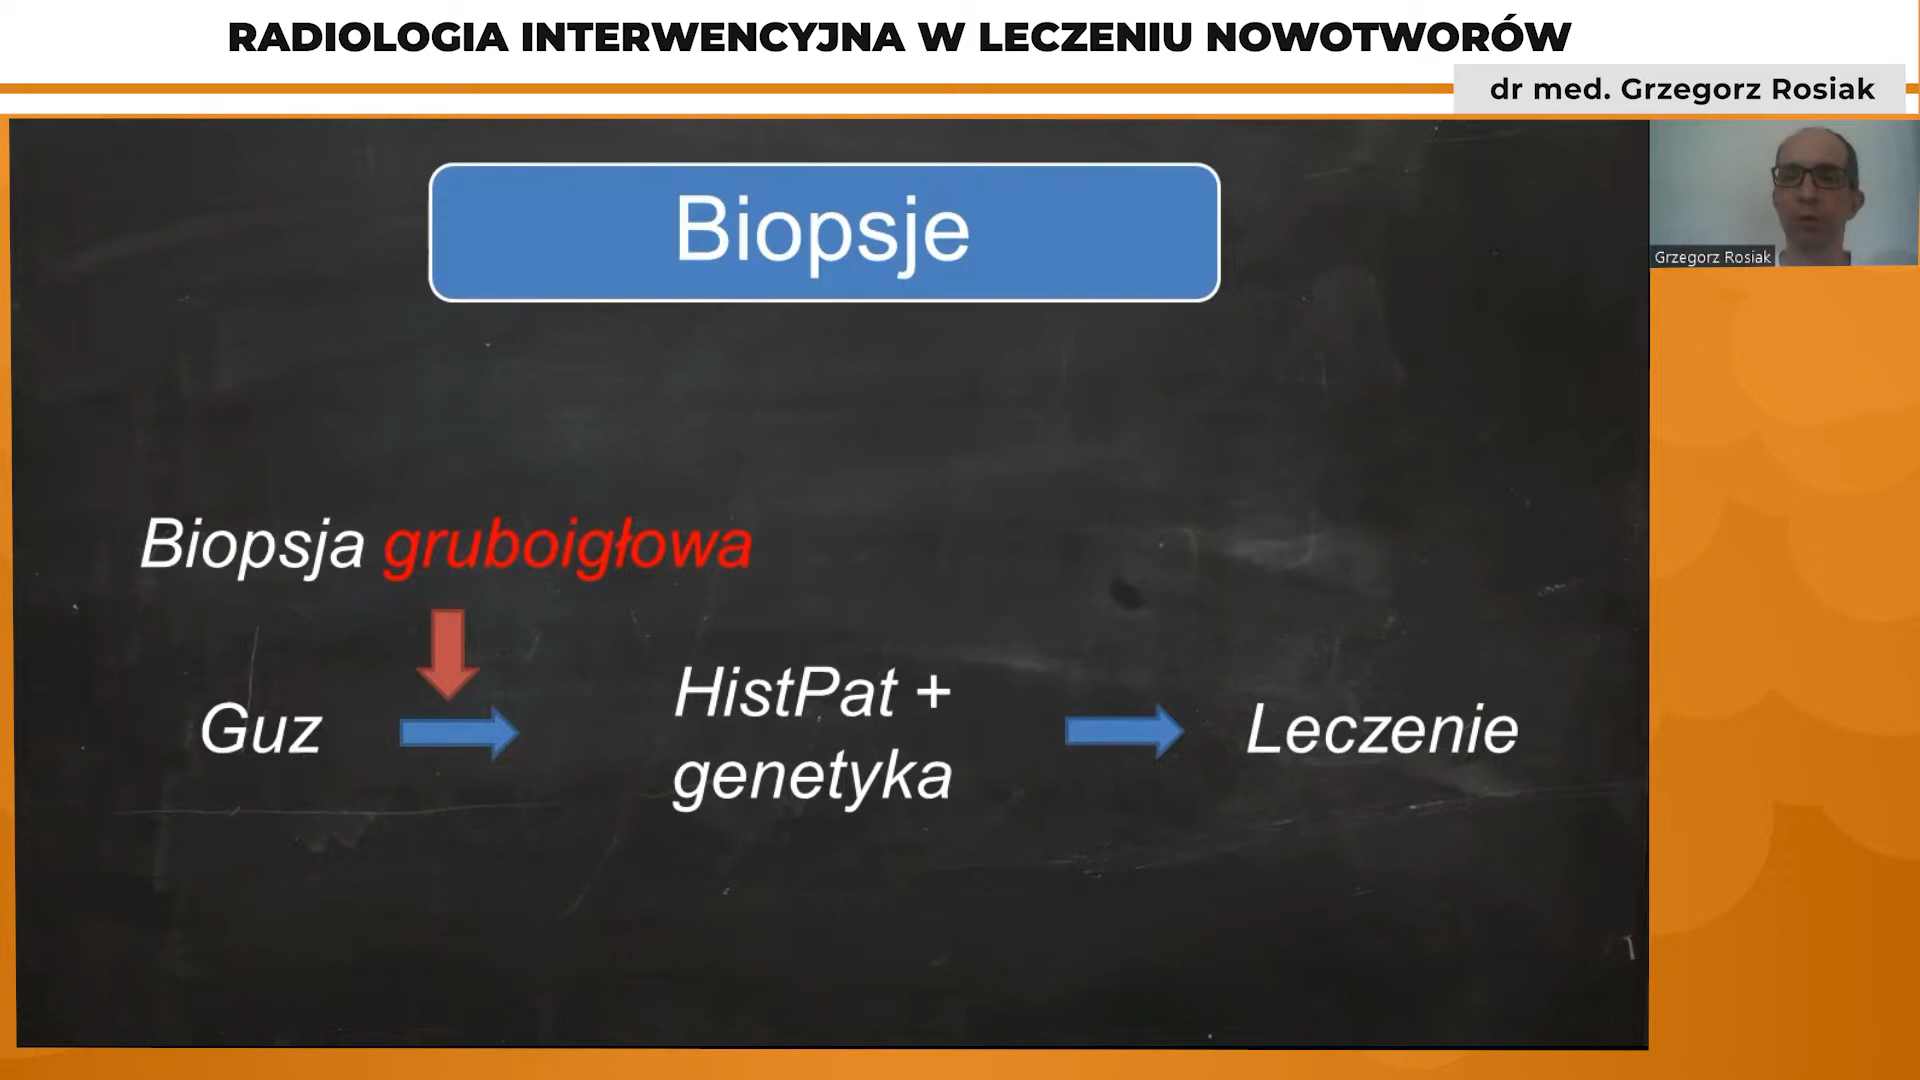 RADIOLOGIA INTERWENCYJNA W LECZENIU NOWOTWORÓW
dr med. Grzegorz Rosiak
Biopsje
Grzegorz Rosiak
Biopsja gruboigłowa
Guz
HistPat +
genetyka
Leczenie